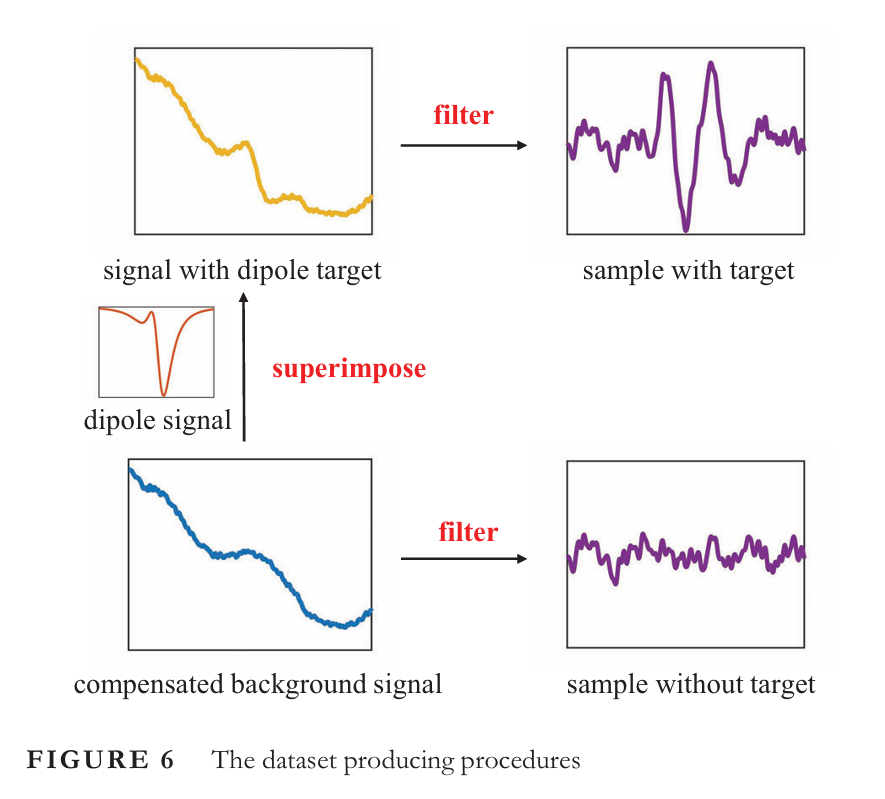 filter
signal with dipole target
sample with target
superimpose
dipole signal
filter
compensated background signal
sample without target
FIGURE 6 The dataset producing procedures